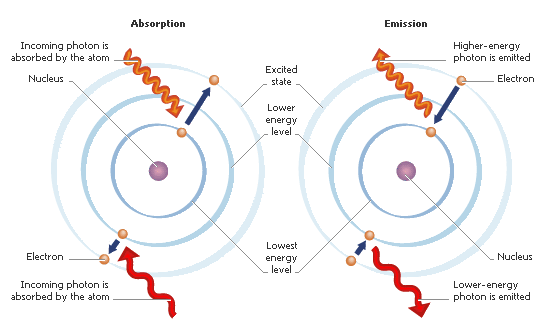 Absorption
Emission
Incoming photon is
absorbed by the atom
Higher-energy
photon is emitted
Nucleus
Excited
state
Electron
Lower
energy
level
Electron
Lowest
energy
level
Nucleus
Incoming photon is
absorbed by the atom
Lower-energy
photon is emitted